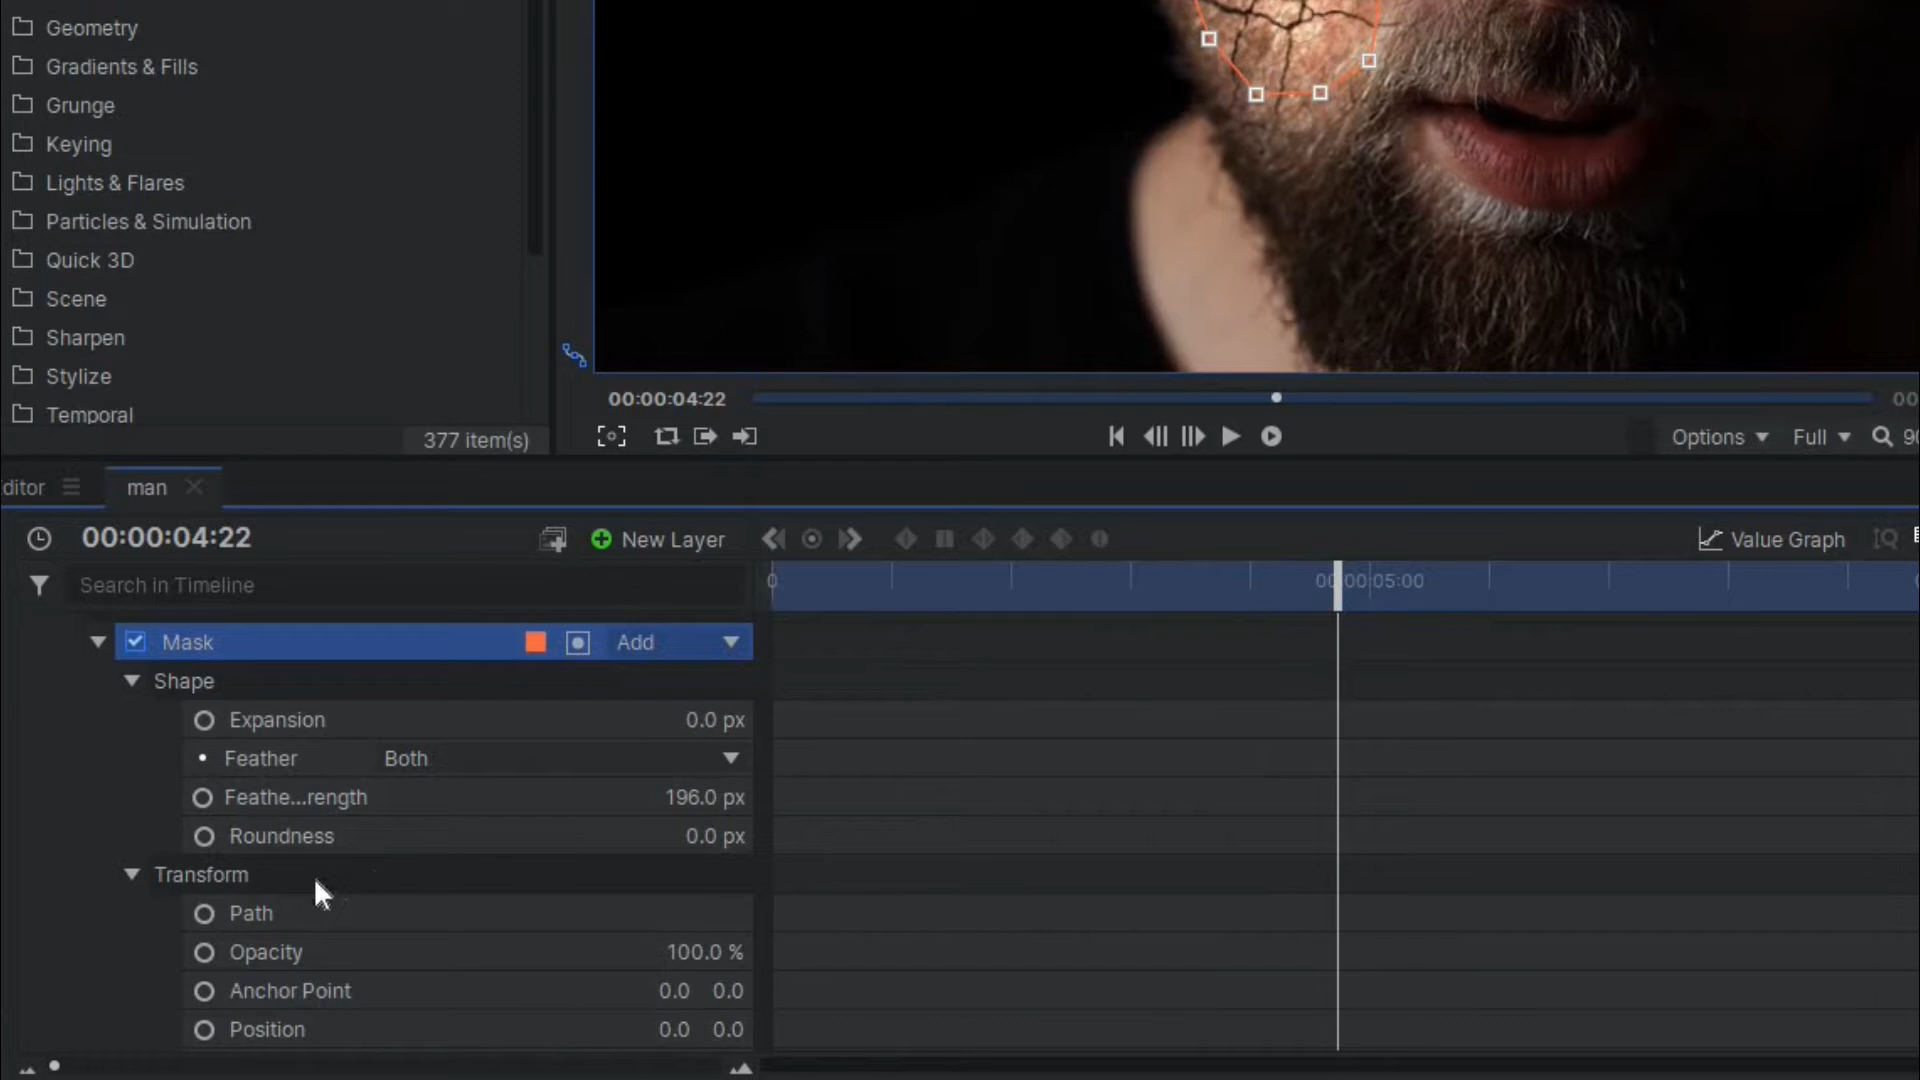 Geometry
Gradients & Fills
Grunge
Keying
Lights & Flares
Particles & Simulation
Quick 3D
Scene
Sharpen
Stylize
Temporal
377 item(s)
00:00:04:22
00
Options
Full
90
ditor
man
00:00:04:22
New Layer
Value Graph
Search in Timeline
0
00:00:05:00
Mask
Add
Shape
Expansion 0.0 px
Feather Both
Feathe...rength 196.0 px
Roundness 0.0 px
Transform
Path
Opacity 100.0 %
Anchor Point 0.0 0.0
Position 0.0 0.0